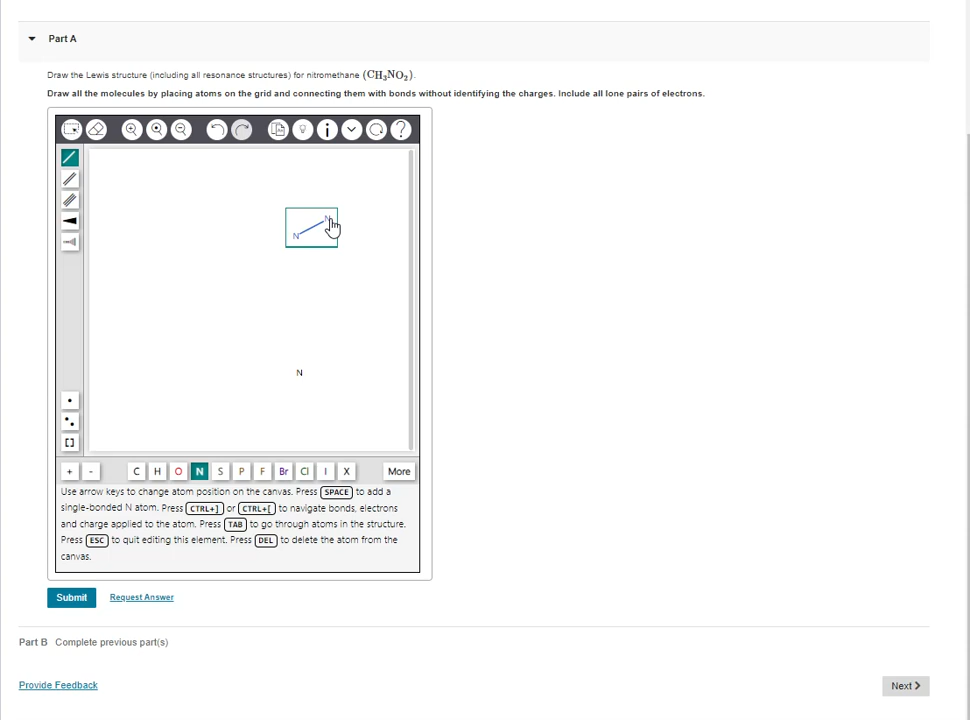 Part A
Draw the Lewis structure (including all resonance structures) for nitromethane (CH₃NO₂).
Draw all the molecules by placing atoms on the grid and connecting them with bonds without identifying the charges. Include all lone pairs of electrons.
i ?
N
N
N
[ ]
+ - C H O N S P F Br Cl I X More
Use arrow keys to change atom position on the canvas. Press SPACE to add a
single-bonded N atom. Press CTRL+] or CTRL+[ to navigate bonds, electrons
and charge applied to the atom. Press TAB to go through atoms in the structure.
Press ESC to quit editing this element. Press DEL to delete the atom from the
canvas.
Submit Request Answer
Part B Complete previous part(s)
Provide Feedback
Next >